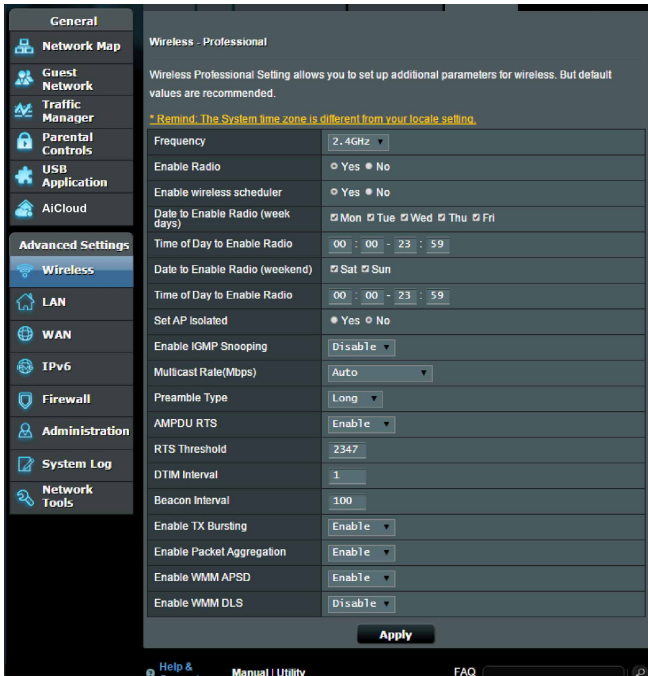 General
Network Map
Guest
Network
Traffic
Manager
Parental
Controls
USB
Application
AiCloud
Advanced Settings
Wireless
LAN
WAN
IPv6
Firewall
Administration
System Log
Network
Tools
Wireless - Professional
Wireless Professional Setting allows you to set up additional parameters for wireless. But default
values are recommended.
* Remind: The System time zone is different from your locale setting.
Frequency 2.4GHz
Enable Radio Yes No
Enable wireless scheduler Yes No
Date to Enable Radio (week
days) Mon Tue Wed Thu Fri
Time of Day to Enable Radio 00 : 00 - 23 : 59
Date to Enable Radio (weekend) Sat Sun
Time of Day to Enable Radio 00 : 00 - 23 : 59
Set AP Isolated Yes No
Enable IGMP Snooping Disable
Multicast Rate(Mbps) Auto
Preamble Type Long
AMPDU RTS Enable
RTS Threshold 2347
DTIM Interval 1
Beacon Interval 100
Enable TX Bursting Enable
Enable Packet Aggregation Enable
Enable WMM APSD Enable
Enable WMM DLS Disable
Apply
Help &
Manual | Utility
FAQ